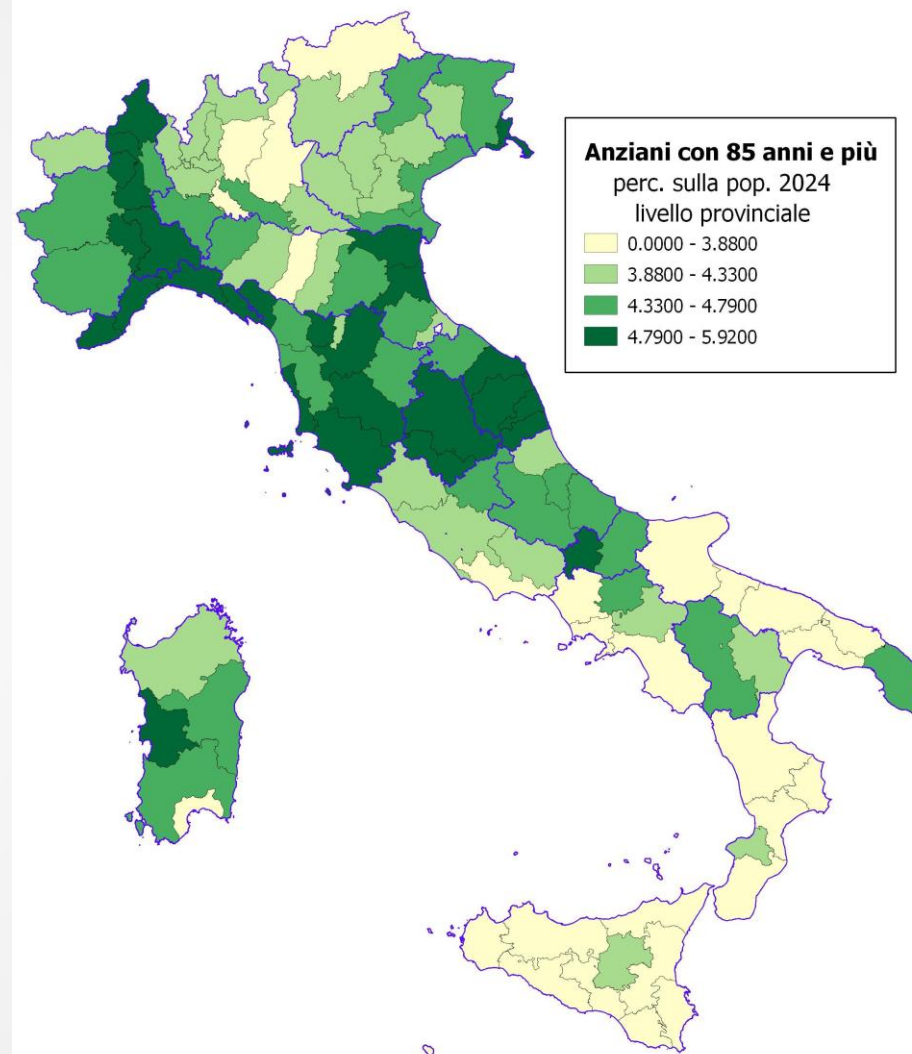 Anziani con 85 anni e più
perc. sulla pop. 2024
livello provinciale
0.0000 - 3.8800
3.8800 - 4.3300
4.3300 - 4.7900
4.7900 - 5.9200